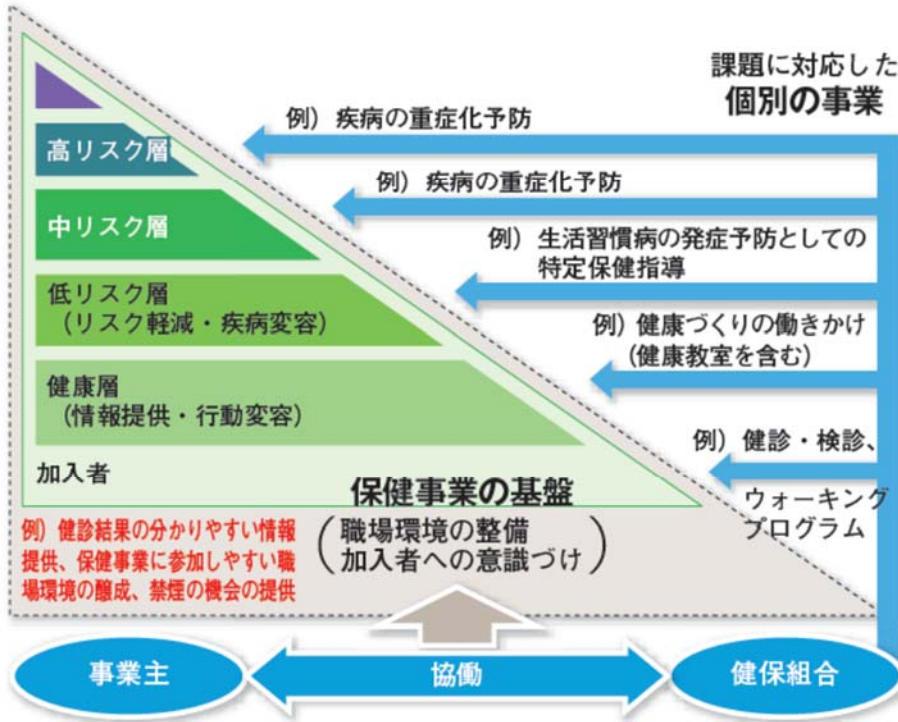 課題に対応した
個別の事業
例）疾病の重症化予防
高リスク層
例）疾病の重症化予防
中リスク層
例）生活習慣病の発症予防としての
特定保健指導
低リスク層
（リスク軽減・疾病変容）
例）健康づくりの働きかけ
（健康教室を含む）
健康層
（情報提供・行動変容）
例）健診・検診、
ウォーキング
プログラム
加入者
保健事業の基盤
（職場環境の整備
加入者への意識づけ）
例）健診結果の分かりやすい情報
提供、保健事業に参加しやすい職
場環境の醸成、禁煙の機会の提供
事業主
協働
健保組合